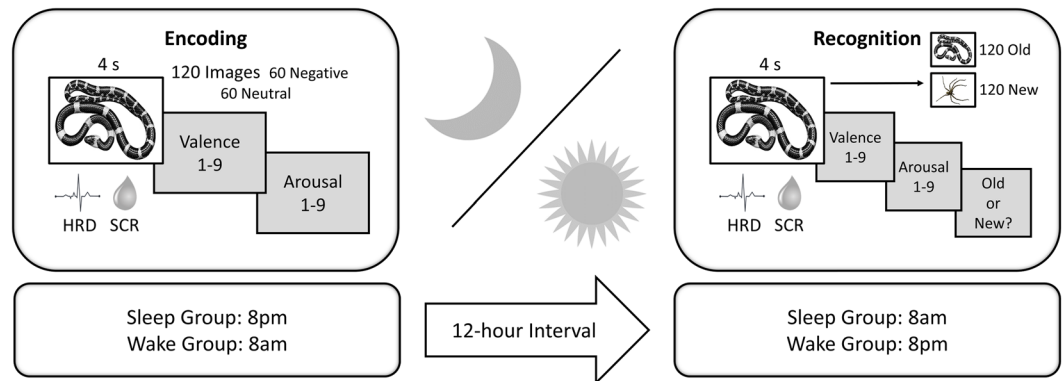 Encoding
4 s
120 Images 60 Negative
60 Neutral
Valence
1-9
Arousal
1-9
HRD SCR
Sleep Group: 8pm
Wake Group: 8am
12-hour Interval
Recognition
4 s
120 Old
120 New
Valence
1-9
Arousal
1-9
Old
or
New?
HRD SCR
Sleep Group: 8am
Wake Group: 8pm